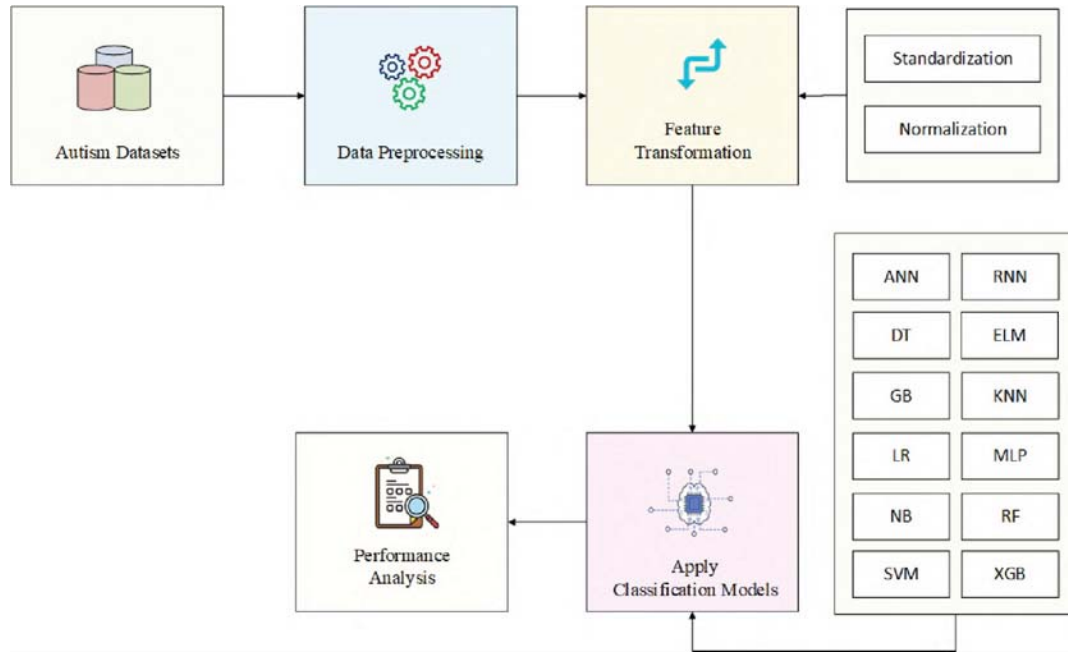 Autism Datasets
Data Preprocessing
Feature
Transformation
Standardization
Normalization
ANN
RNN
DT
ELM
GB
KNN
LR
MLP
NB
RF
SVM
XGB
Performance
Analysis
Apply
Classification Models